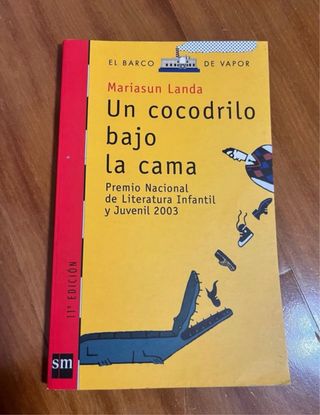 EL BARCO DE VAPOR
Mariasun Landa
Un cocodrilo
bajo
la cama
Premio Nacional
de Literatura Infantil
y Juvenil 2003
11ª EDICIÓN
sm